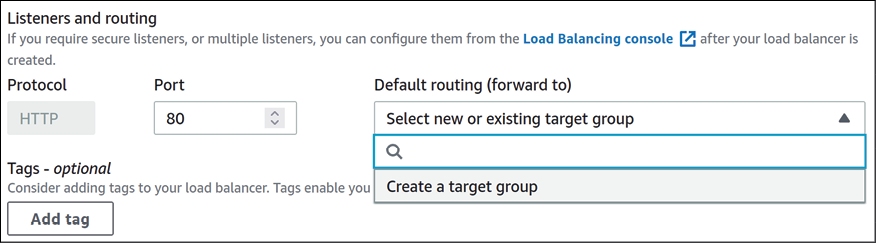 Listeners and routing
If you require secure listeners, or multiple listeners, you can configure them from the Load Balancing console after your load balancer is
created.
Protocol Port Default routing (forward to)
HTTP 80 Select new or existing target group
Tags - optional
Consider adding tags to your load balancer. Tags enable you
Create a target group
Add tag